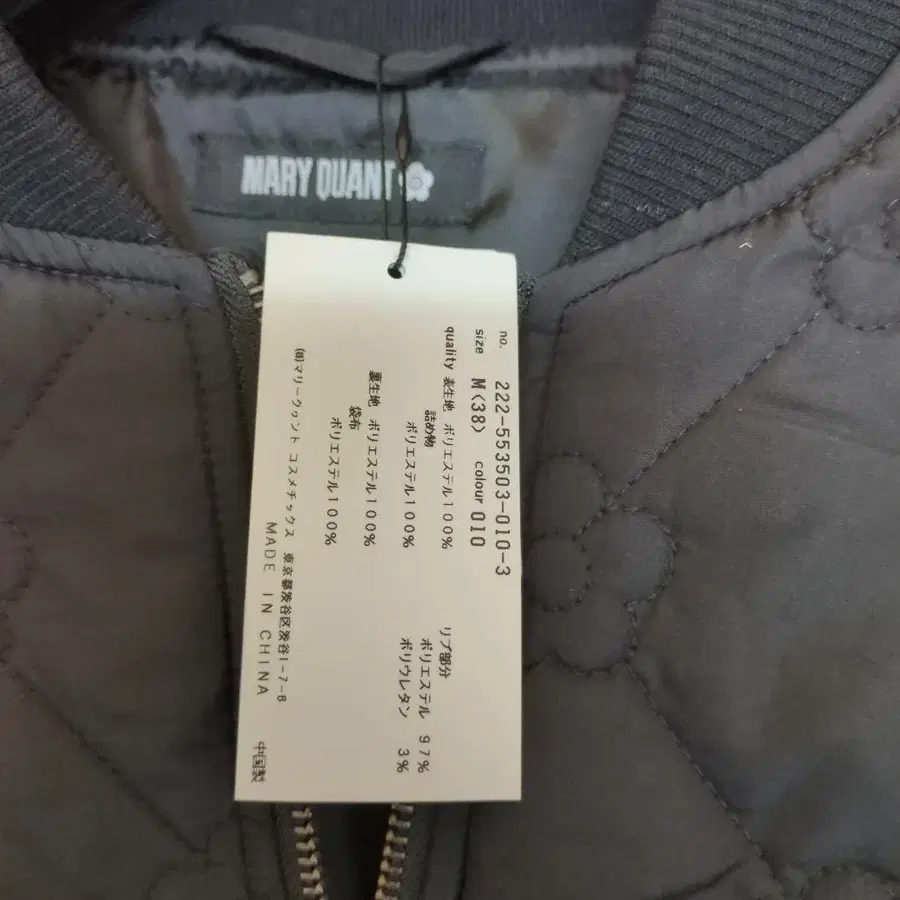 MARY QUANT
no. 222-553503-010-3
size M(38) colour 010
quality 表生地 ポリエステル100%
詰め物
ポリエステル100%
裏生地 ポリエステル100%
袋布
ポリエステル100%
リブ部分
ポリエステル 97%
ポリウレタン 3%
㈱マリークヮント コスメチックス 東京都渋谷区渋谷1-7-6
MADE IN CHINA 中国製